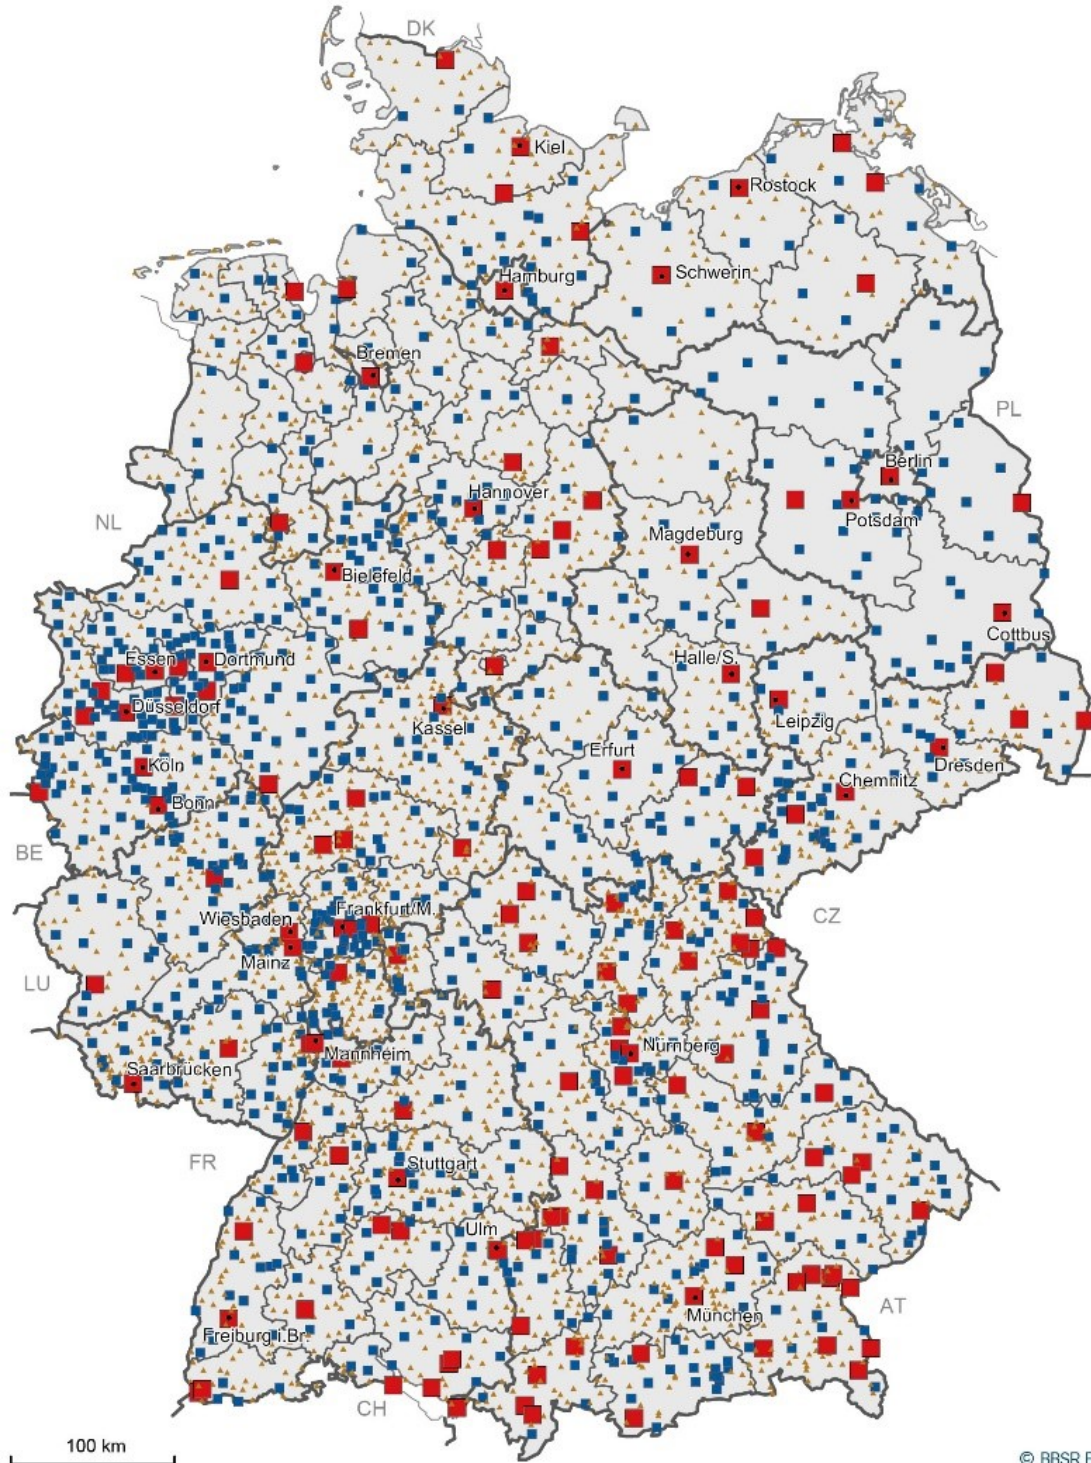 DK
Kiel
Rostock
Hamburg
Schwerin
Bremen
PL
Berlin
Hannover
NL
Potsdam
Magdeburg
Bielefeld
Cottbus
Essen
Dortmund
Halle/S.
Düsseldorf
Leipzig
Kassel
Erfurt
Dresden
Köln
Chemnitz
Bonn
BE
Wiesbaden
Frankfurt/M.
CZ
Mainz
LU
Nürnberg
Mannheim
Saarbrücken
FR
Stuttgart
Ulm
AT
München
Freiburg i.Br.
CH
100 km
© BBSR